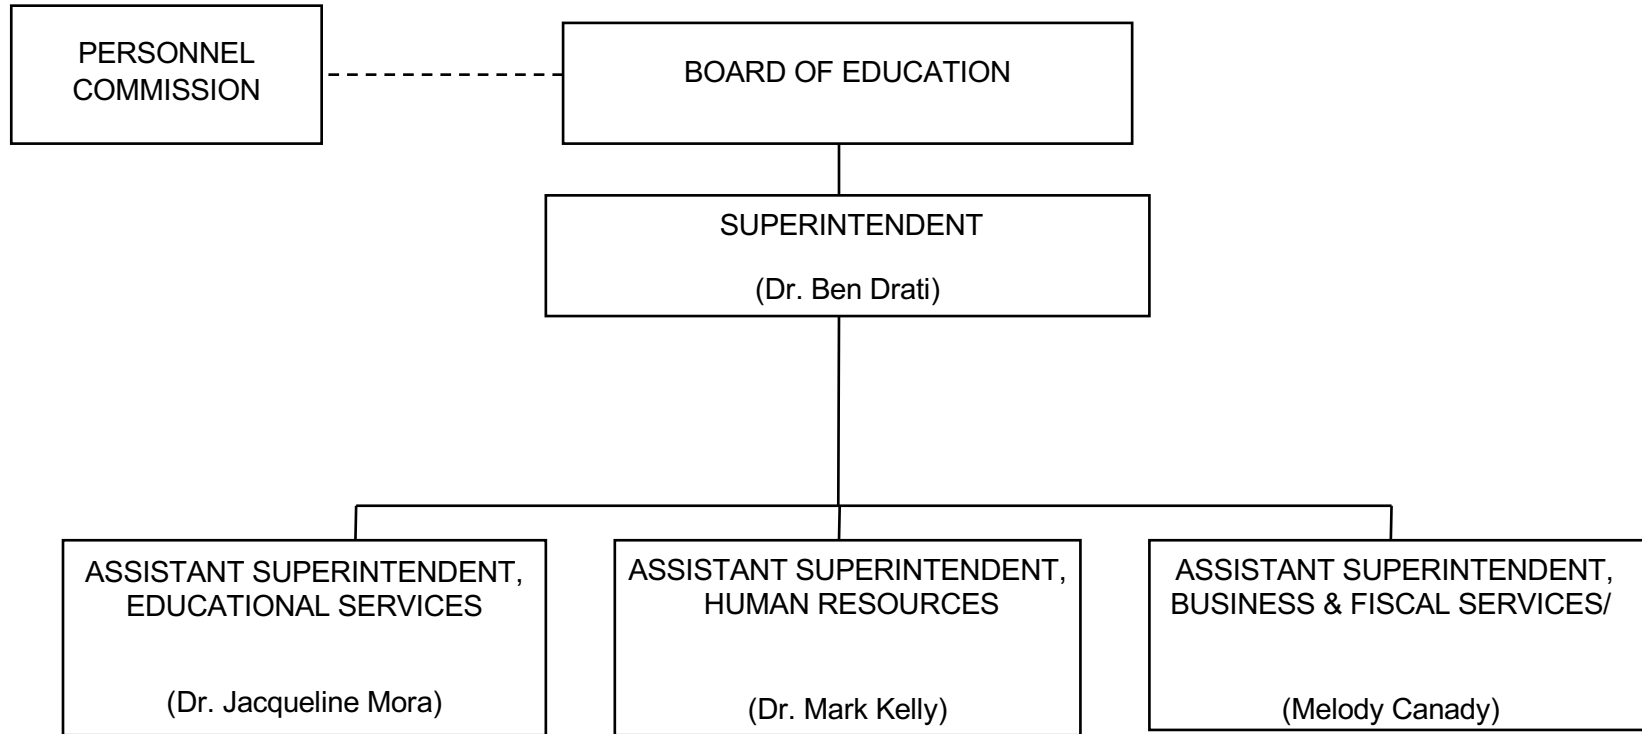 PERSONNEL
COMMISSION
BOARD OF EDUCATION
SUPERINTENDENT
(Dr. Ben Drati)
ASSISTANT SUPERINTENDENT,
EDUCATIONAL SERVICES
(Dr. Jacqueline Mora)
ASSISTANT SUPERINTENDENT,
HUMAN RESOURCES
(Dr. Mark Kelly)
ASSISTANT SUPERINTENDENT,
BUSINESS & FISCAL SERVICES/
(Melody Canady)